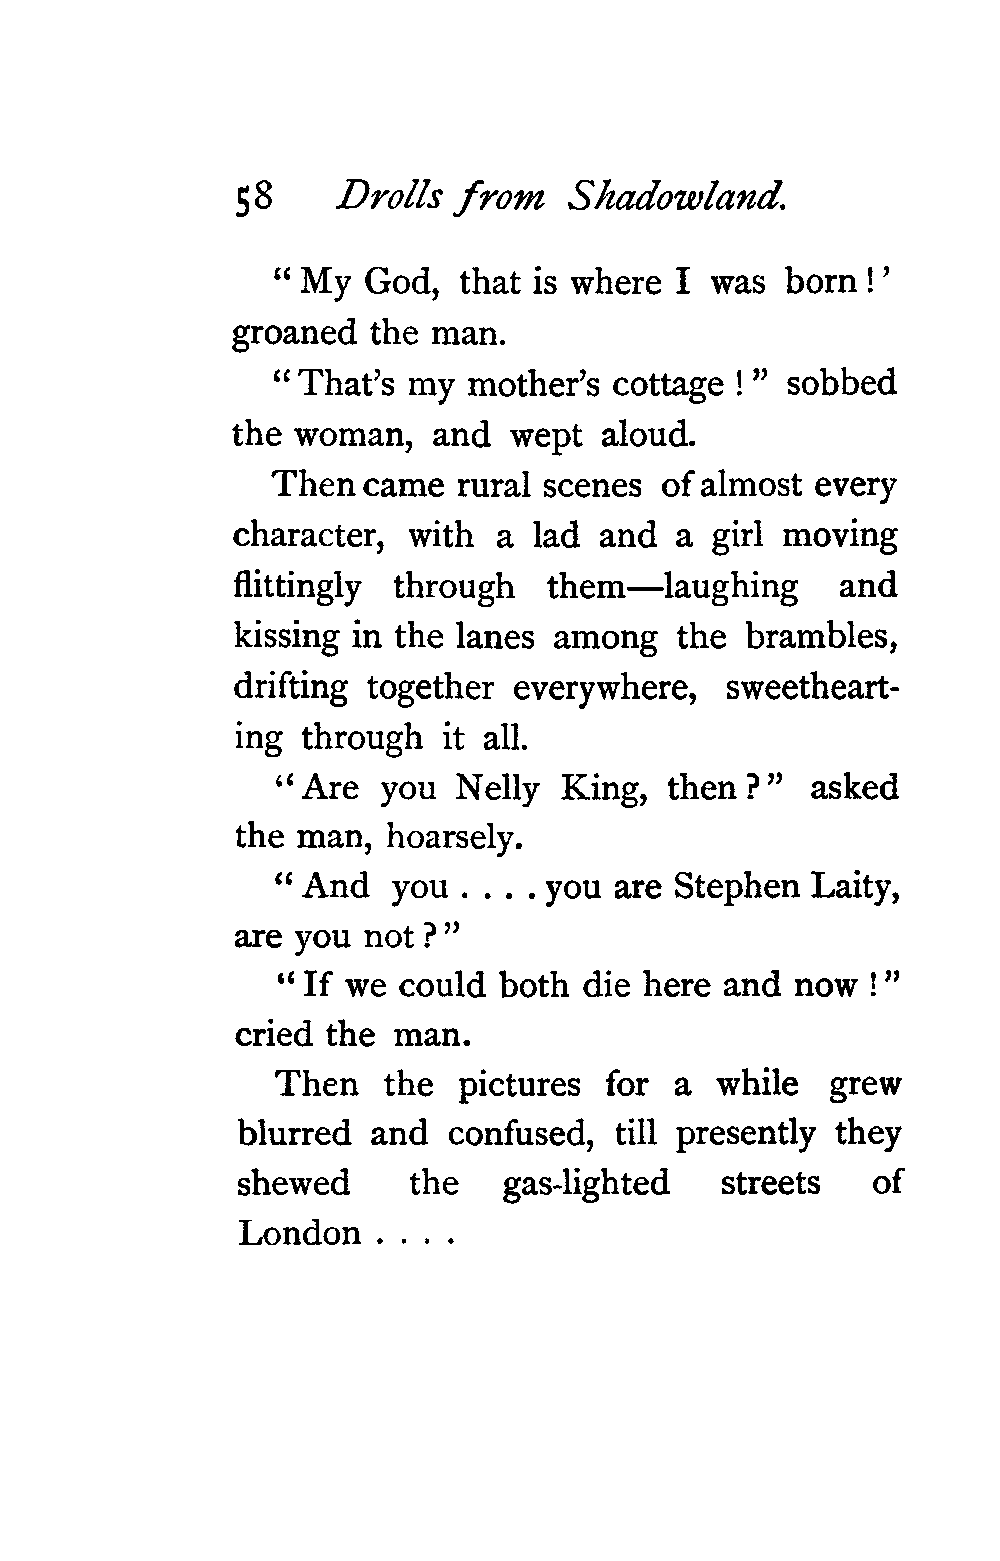 58 Drolls from Shadowland.
“ My God, that is where I was born ! ’
groaned the man.
“ That’s my mother’s cottage ! ” sobbed
the woman, and wept aloud.
Then came rural scenes of almost every
character, with a lad and a girl moving
flittingly through them—laughing and
kissing in the lanes among the brambles,
drifting together everywhere, sweetheart-
ing through it all.
“ Are you Nelly King, then ? ” asked
the man, hoarsely.
“ And you . . . . you are Stephen Laity,
are you not ? ”
“ If we could both die here and now ! ”
cried the man.
Then the pictures for a while grew
blurred and confused, till presently they
shewed the gas-lighted streets of
London . . . .